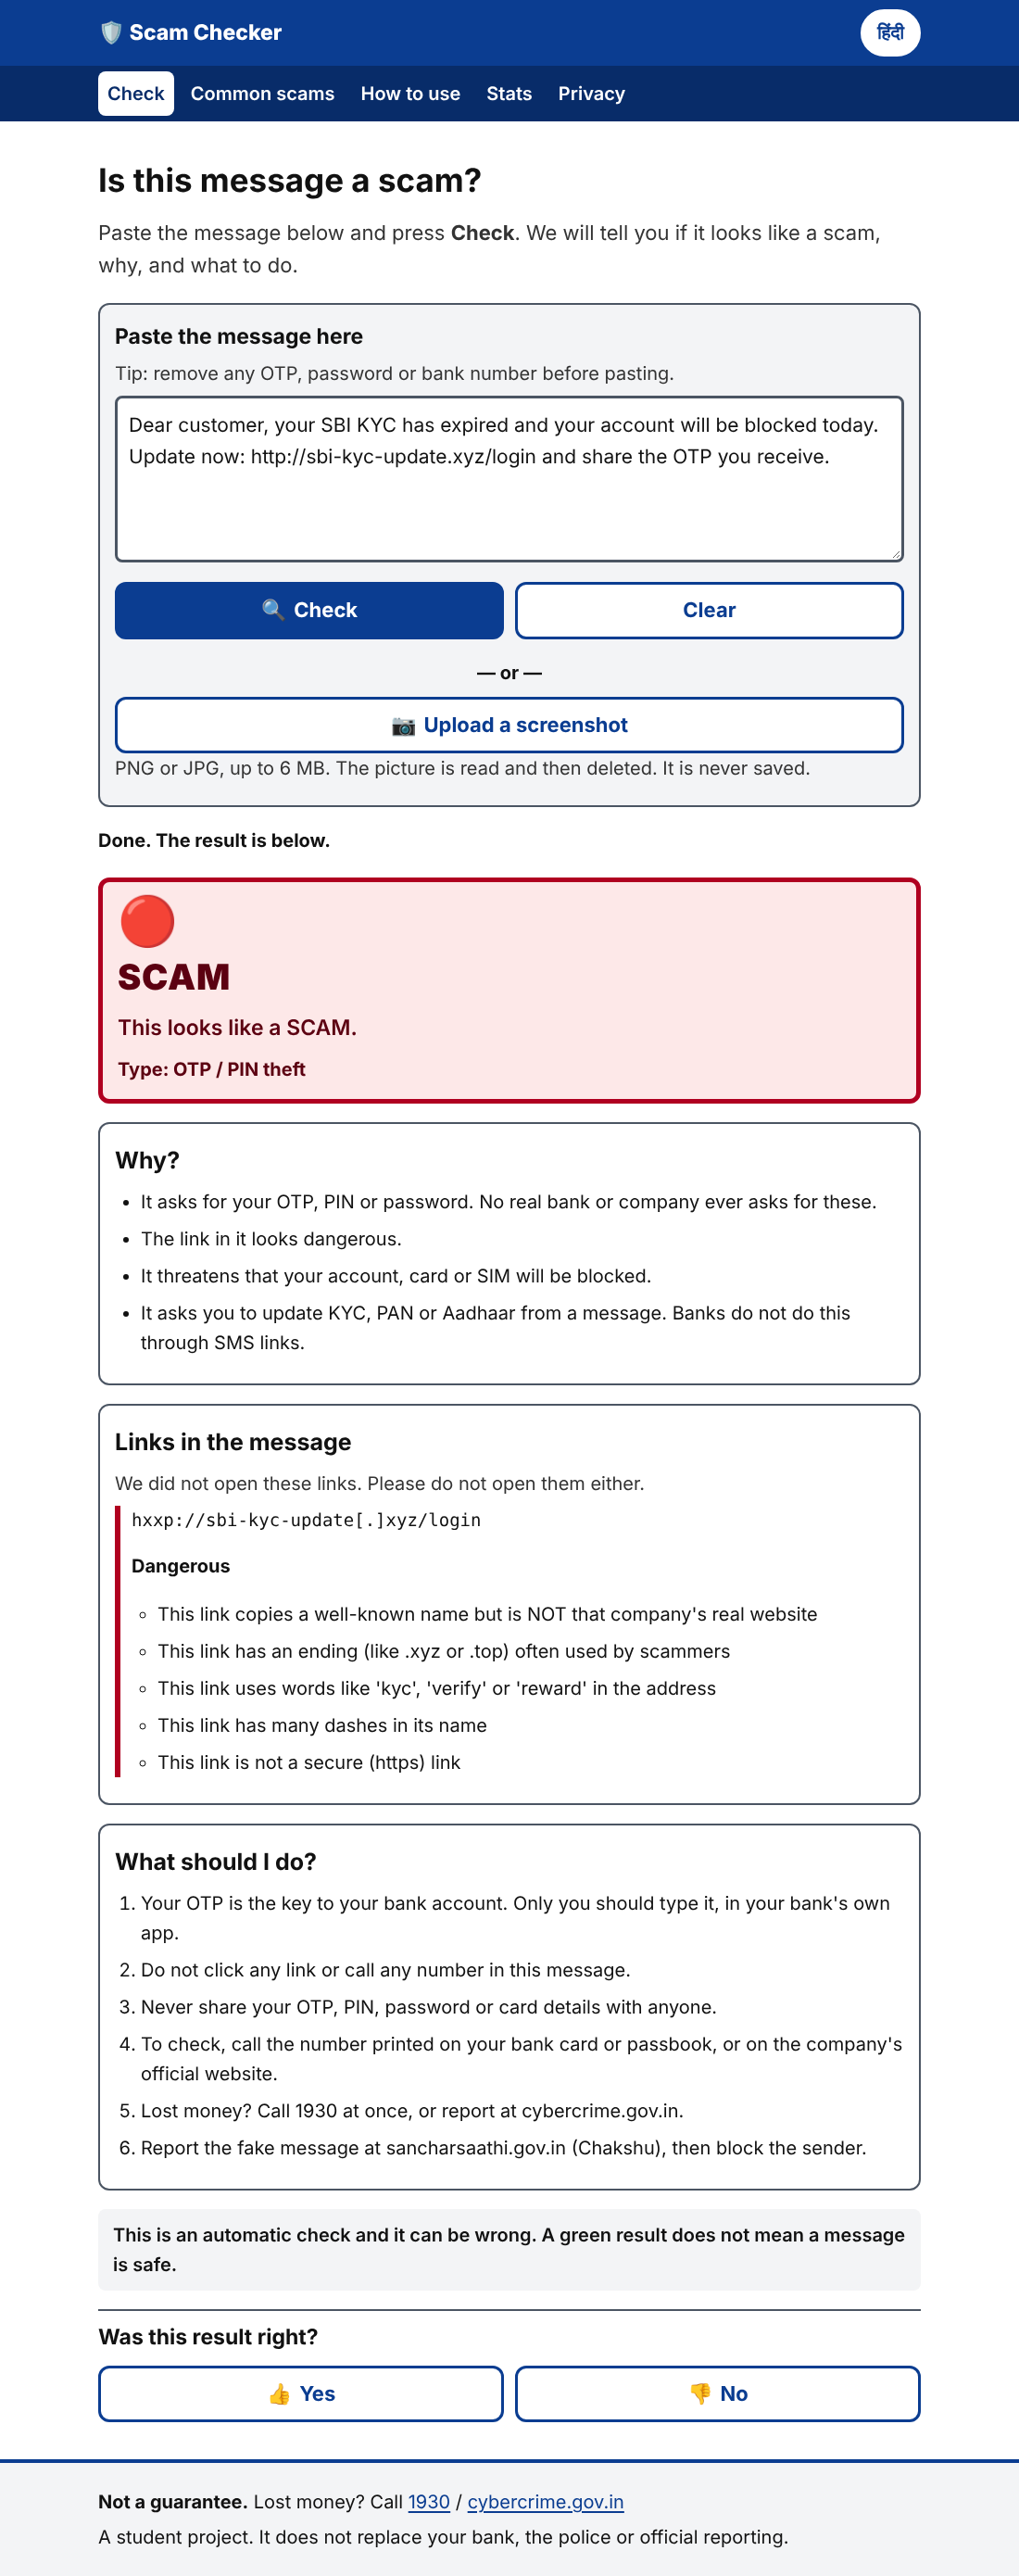 🛡️ Scam Checker
हिंदी
Check Common scams How to use Stats Privacy
Is this message a scam?
Paste the message below and press Check. We will tell you if it looks like a scam,
why, and what to do.
Paste the message here
Tip: remove any OTP, password or bank number before pasting.
Dear customer, your SBI KYC has expired and your account will be blocked today.
Update now: http://sbi-kyc-update.xyz/login and share the OTP you receive.
🔍 Check
Clear
— or —
📷 Upload a screenshot
PNG or JPG, up to 6 MB. The picture is read and then deleted. It is never saved.
Done. The result is below.
SCAM
This looks like a SCAM.
Type: OTP / PIN theft
Why?
• It asks for your OTP, PIN or password. No real bank or company ever asks for these.
• The link in it looks dangerous.
• It threatens that your account, card or SIM will be blocked.
• It asks you to update KYC, PAN or Aadhaar from a message. Banks do not do this
through SMS links.
Links in the message
We did not open these links. Please do not open them either.
hxxp://sbi-kyc-update[.]xyz/login
Dangerous
◦ This link copies a well-known name but is NOT that company's real website
◦ This link has an ending (like .xyz or .top) often used by scammers
◦ This link uses words like 'kyc', 'verify' or 'reward' in the address
◦ This link has many dashes in its name
◦ This link is not a secure (https) link
What should I do?
1. Your OTP is the key to your bank account. Only you should type it, in your bank's own
app.
2. Do not click any link or call any number in this message.
3. Never share your OTP, PIN, password or card details with anyone.
4. To check, call the number printed on your bank card or passbook, or on the company's
official website.
5. Lost money? Call 1930 at once, or report at cybercrime.gov.in.
6. Report the fake message at sancharsaathi.gov.in (Chakshu), then block the sender.
This is an automatic check and it can be wrong. A green result does not mean a message
is safe.
Was this result right?
👍 Yes
👎 No
Not a guarantee. Lost money? Call 1930 / cybercrime.gov.in
A student project. It does not replace your bank, the police or official reporting.